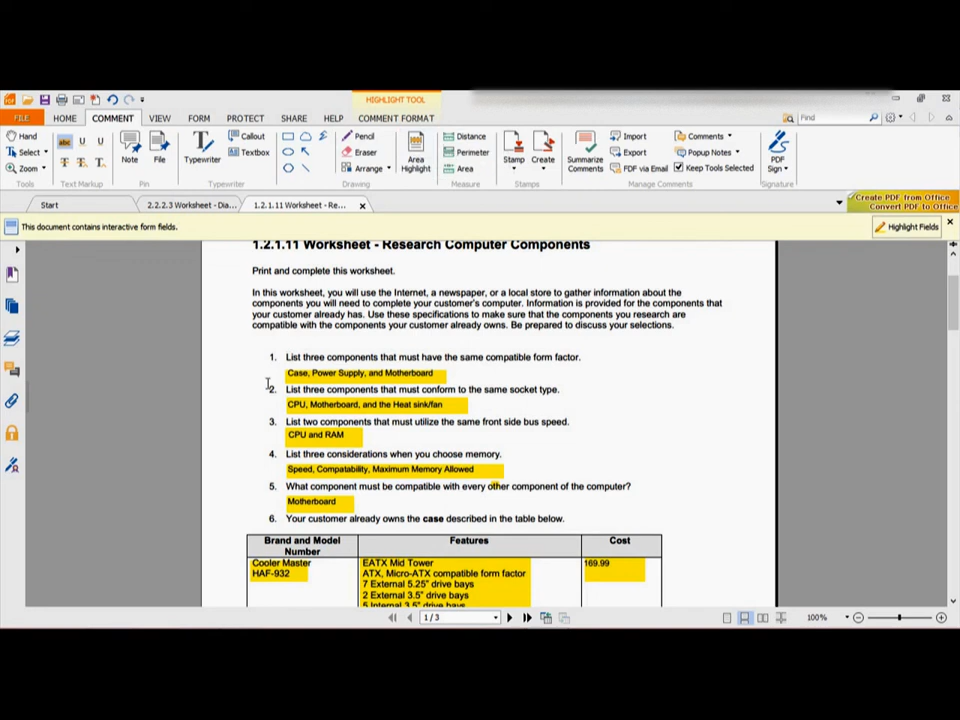 HIGHLIGHT TOOL
FILE HOME COMMENT VIEW FORM PROTECT SHARE HELP COMMENT FORMAT Find
Hand
Select
Zoom
Tools
abc U U
T T T
Text Markup
Note
File
Pin
Typewriter
Callout
Textbox
Typewriter
Pencil
Eraser
Arrange
Drawing
Area Highlight
Distance
Perimeter
Area
Measure
Stamp
Create
Stamps
Summarize Comments
Import
Export
FDF via Email
Comments
Popup Notes
Keep Tools Selected
Manage Comments
PDF Sign
Signature
Start
2.2.2.3 Worksheet - Dia...
1.2.1.11 Worksheet - Re...
Create PDF from Office
Convert PDF to Office
This document contains interactive form fields.
Highlight Fields
1.2.1.11 Worksheet - Research Computer Components
Print and complete this worksheet.
In this worksheet, you will use the Internet, a newspaper, or a local store to gather information about the
components you will need to complete your customer's computer. Information is provided for the components that
your customer already has. Use these specifications to make sure that the components you research are
compatible with the components your customer already owns. Be prepared to discuss your selections.
1. List three components that must have the same compatible form factor.
Case, Power Supply, and Motherboard
2. List three components that must conform to the same socket type.
CPU, Motherboard, and the Heat sink/fan
3. List two components that must utilize the same front side bus speed.
CPU and RAM
4. List three considerations when you choose memory.
Speed, Compatability, Maximum Memory Allowed
5. What component must be compatible with every other component of the computer?
Motherboard
6. Your customer already owns the case described in the table below.
Brand and Model Number
Features
Cost
Cooler Master
HAF-932
EATX Mid Tower
ATX, Micro-ATX compatible form factor
7 External 5.25" drive bays
2 External 3.5" drive bays
5 Internal 3.5" drive bays
169.99
1 / 3
100%